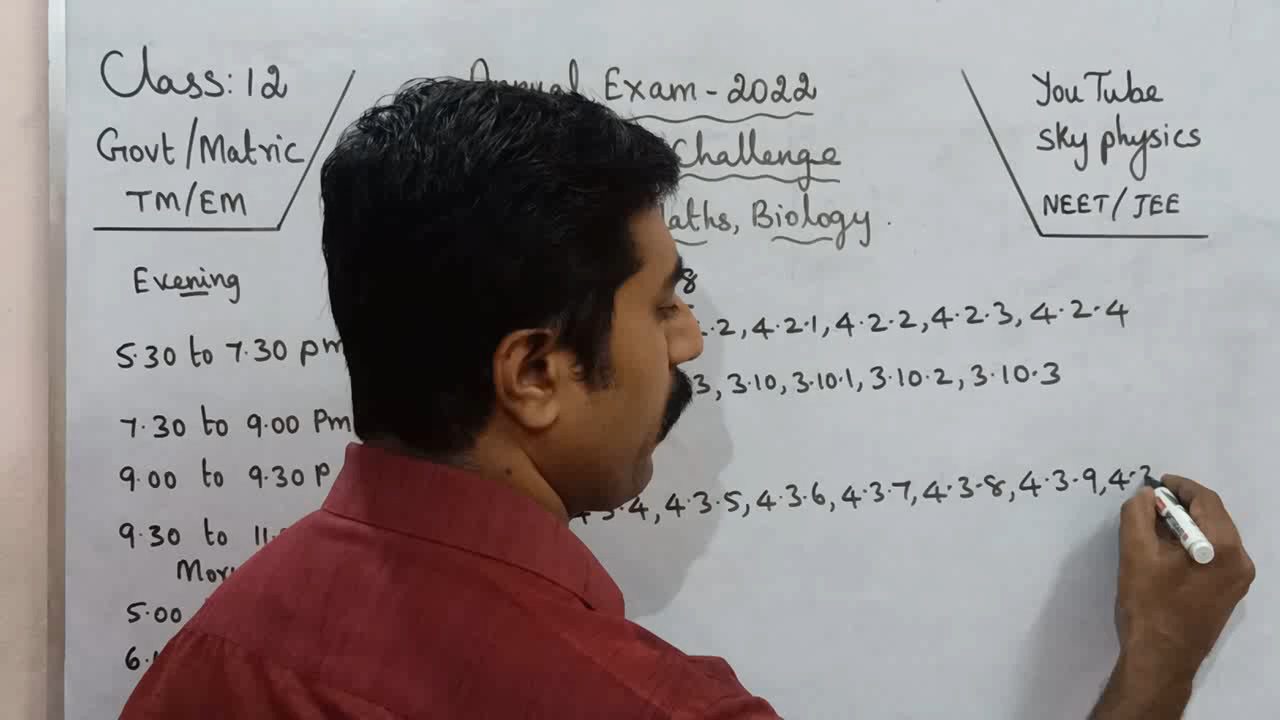 Class: 12
Govt/Matric
TM/EM
Annual Exam - 2022
Challenge
Maths, Biology.
YouTube
sky physics
NEET/JEE
Evening
8
5.30 to 7.30 pm
.2, 4.2.1, 4.2.2, 4.2.3, 4.2.4
3, 3.10, 3.10.1, 3.10.2, 3.10.3
7.30 to 9.00 Pm
9.00 to 9.30 P
4.3.4, 4.3.5, 4.3.6, 4.3.7, 4.3.8, 4.3.9, 4.3
9.30 to 11
5.00
6.